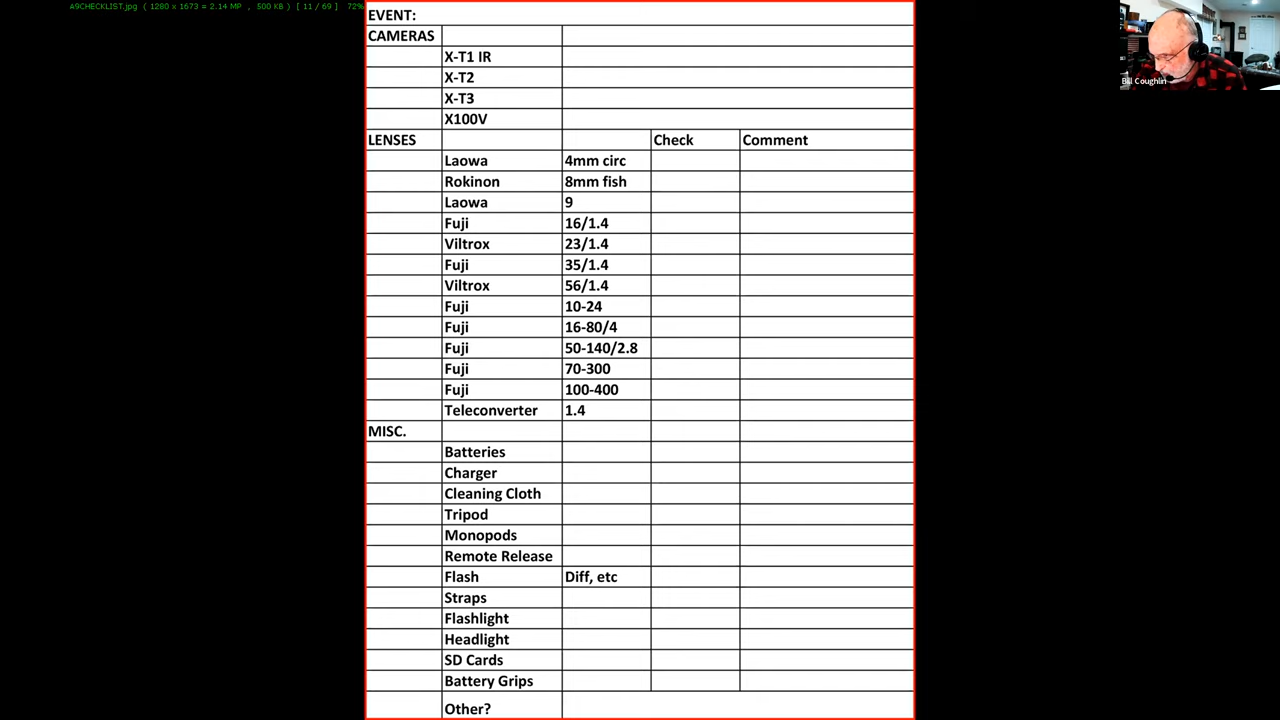 A9CHECKLIST.jpg ( 1280 x 1673 = 2.14 MP , 500 KB ) [ 11 / 69 ] 72%
EVENT:
CAMERAS
X-T1 IR
X-T2
X-T3
X100V
LENSES Check Comment
Laowa 4mm circ
Rokinon 8mm fish
Laowa 9
Fuji 16/1.4
Viltrox 23/1.4
Fuji 35/1.4
Viltrox 56/1.4
Fuji 10-24
Fuji 16-80/4
Fuji 50-140/2.8
Fuji 70-300
Fuji 100-400
Teleconverter 1.4
MISC.
Batteries
Charger
Cleaning Cloth
Tripod
Monopods
Remote Release
Flash Diff, etc
Straps
Flashlight
Headlight
SD Cards
Battery Grips
Other?
Bill Coughlin